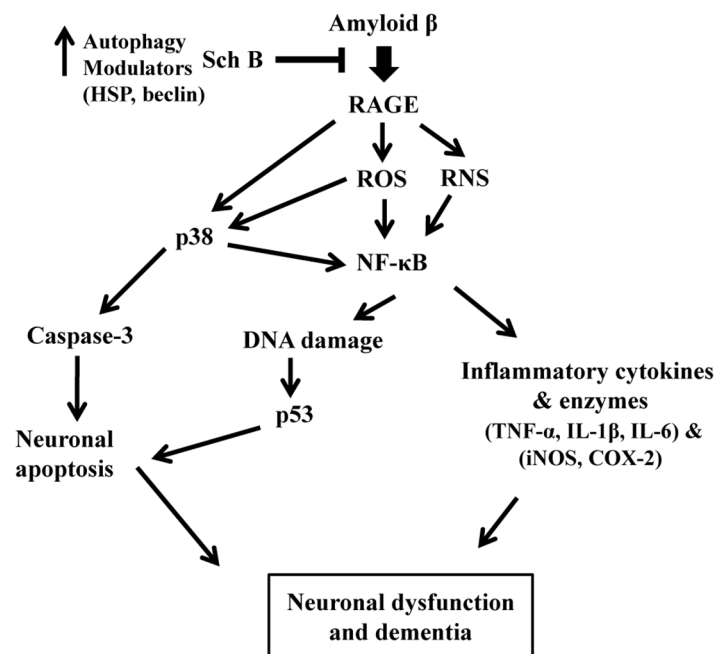 Amyloid β
Autophagy
Modulators
(HSP, beclin)
Sch B
RAGE
ROS
RNS
p38
NF-κB
Caspase-3
DNA damage
Inflammatory cytokines
& enzymes
(TNF-α, IL-1β, IL-6) &
(iNOS, COX-2)
p53
Neuronal
apoptosis
Neuronal dysfunction
and dementia